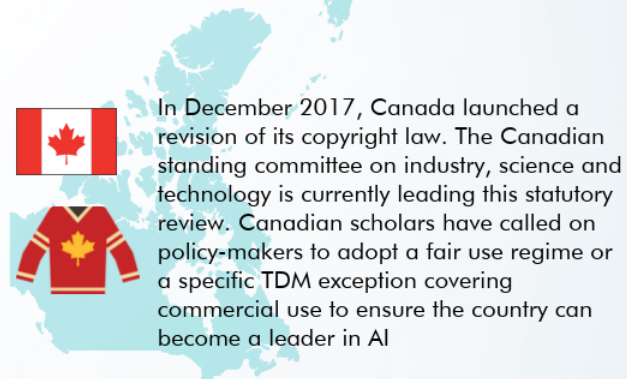 In December 2017, Canada launched a
revision of its copyright law. The Canadian
standing committee on industry, science and
technology is currently leading this statutory
review. Canadian scholars have called on
policy-makers to adopt a fair use regime or
a specific TDM exception covering
commercial use to ensure the country can
become a leader in AI